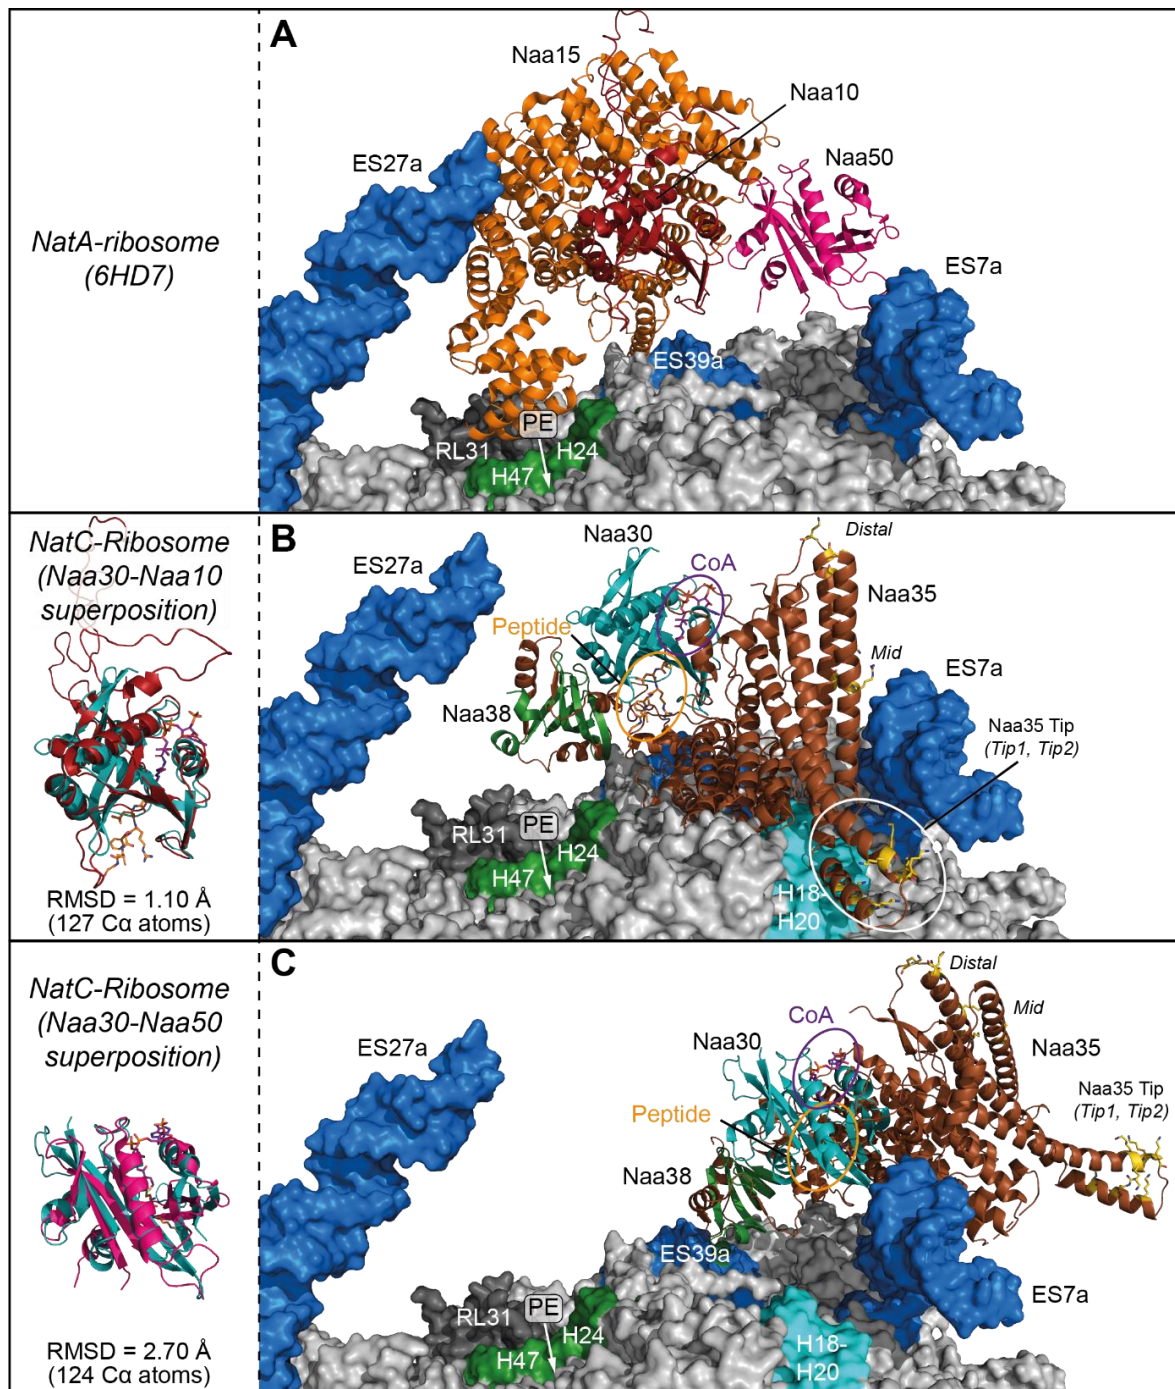 A
NatA-ribosome
(6HD7)
Naa15
Naa10
ES27a
Naa50
ES7a
ES39a
PE
RL31
H24
H47
B
NatC-Ribosome
(Naa30-Naa10
superposition)
RMSD = 1.10 Å
(127 Cα atoms)
Naa30
Distal
ES27a
CoA
Naa35
Peptide
Mid
ES7a
Naa38
Naa35 Tip
(Tip1, Tip2)
PE
RL31
H24
H47
H18-
H20
C
NatC-Ribosome
(Naa30-Naa50
superposition)
RMSD = 2.70 Å
(124 Cα atoms)
Distal
Mid
CoA
ES27a
Naa30
Naa35
Naa35 Tip
(Tip1, Tip2)
Peptide
Naa38
ES39a
ES7a
PE
RL31
H24
H47
H18-
H20